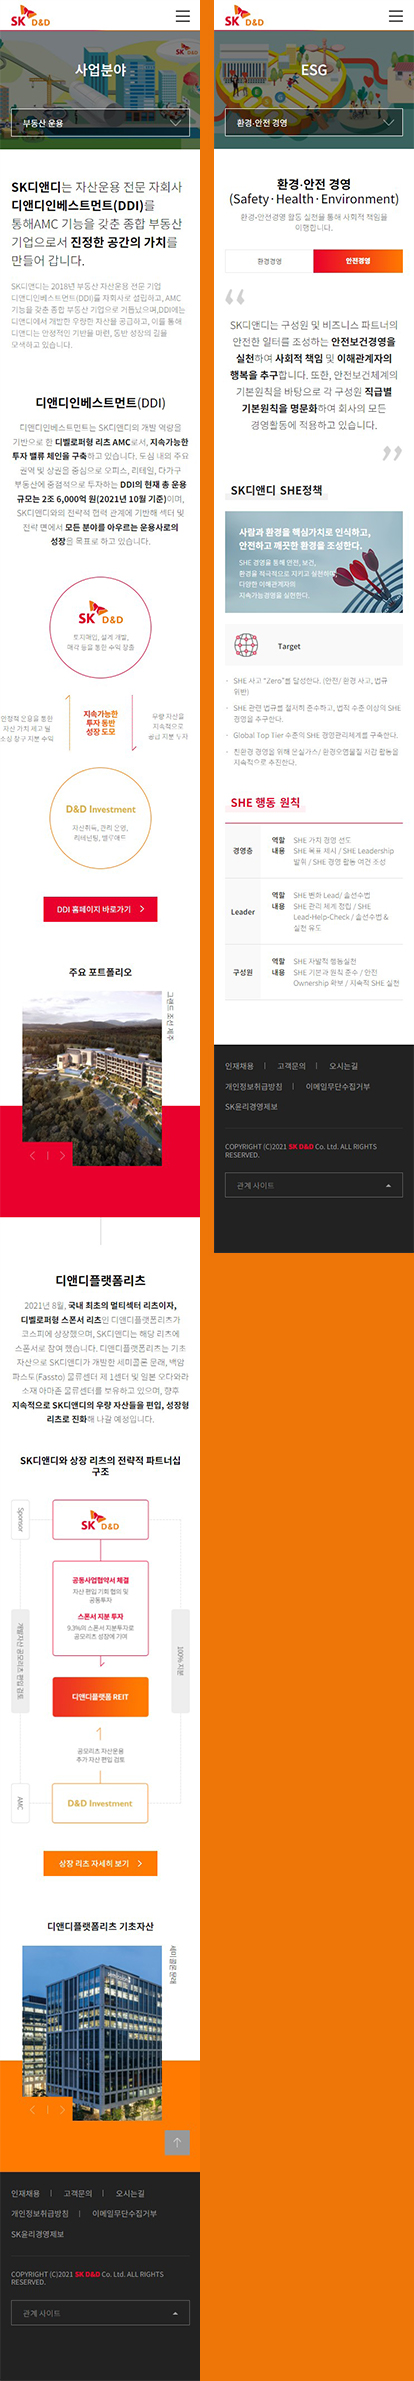 SK D&D
사업분야
부동산 운용
SK디앤디는 자산운용 전문 자회사
디앤디인베스트먼트(DDI)를
통해AMC 기능을 갖춘 종합 부동산
기업으로서 진정한 공간의 가치를
만들어 갑니다.
SK디앤디는 2018년 부동산 자산운용 전문 기업
디앤디인베스트먼트(DDI)를 자회사로 설립하고, AMC
기능을 갖춘 종합 부동산 기업으로 거듭났으며,DDI에는
디앤디에서 개발한 우량한 자산을 공급하고, 이를 통해
디앤디는 안정적인 기반을 마련, 동반 성장의 길을
모색하고 있습니다.
디앤디인베스트먼트(DDI)
디앤디인베스트먼트는 SK디앤디의 개발 역량을
기반으로 한 디벨로퍼형 리츠 AMC로서, 지속가능한
투자 밸류 체인을 구축하고 있습니다. 도심 내의 주요
권역 및 상권을 중심으로 오피스, 리테일, 다가구
부동산에 중점적으로 투자하는 DDI의 현재 총 운용
규모는 2조 6,000억 원(2021년 10월 기준)이며,
SK디앤디와의 전략적 협력 관계에 기반해 섹터 및
전략 면에서 모든 분야를 아우르는 운용사로의
성장을 목표로 하고 있습니다.
SK D&D
토지매입, 설계 개발,
매각 등을 통한 수익 창출
안정적 운용을 통한
자산 가치 제고 및
소싱 창구 지분 수익
지속가능한
투자 동반
성장 도모
우량 자산을
지속적으로
공급 지분 투자
D&D Investment
자산취득, 관리 운영,
리테넌팅, 밸류애드
DDI 홈페이지 바로가기
주요 포트폴리오
그랜드 조선 제주
디앤디플랫폼리츠
2021년 8월, 국내 최초의 멀티섹터 리츠이자,
디벨로퍼형 스폰서 리츠인 디앤디플랫폼리츠가
코스피에 상장했으며, SK디앤디는 해당 리츠에
스폰서로 참여 했습니다. 디앤디플랫폼리츠는 기초
자산으로 SK디앤디가 개발한 세미콜론 문래, 백암
파스토(Fassto) 물류센터 제 1센터 및 일본 오다와라
소재 아마존 물류센터를 보유하고 있으며, 향후
지속적으로 SK디앤디의 우량 자산들을 편입, 성장형
리츠로 진화해 나갈 예정입니다.
SK디앤디와 상장 리츠의 전략적 파트너십
구조
Sponsor
SK D&D
공동사업협약서 체결
자산 편입 기회 협의 및
공동투자
스폰서 지분 투자
9.3%의 스폰서 지분투자로
공모리츠 성장에 기여
개발자산 공모리츠 편입 검토
100% 지분
디앤디플랫폼 REIT
공모리츠 자산운용
추가 자산 편입 검토
AMC
D&D Investment
상장 리츠 자세히 보기
디앤디플랫폼리츠 기초자산
세미콜론 문래
인재채용 | 고객문의 | 오시는길
개인정보취급방침 | 이메일무단수집거부
SK윤리경영제보
COPYRIGHT (C)2021 SK D&D Co. Ltd. ALL RIGHTS
RESERVED.
관계 사이트
SK D&D
ESG
환경·안전 경영
환경·안전 경영
(Safety·Health·Environment)
환경·안전경영 활동 실천을 통해 사회적 책임을
이행합니다.
환경경영
안전경영
SK디앤디는 구성원 및 비즈니스 파트너의
안전한 일터를 조성하는 안전보건경영을
실천하여 사회적 책임 및 이해관계자의
행복을 추구합니다. 또한, 안전보건체계의
기본원칙을 바탕으로 각 구성원 직급별
기본원칙을 명문화하여 회사의 모든
경영활동에 적용하고 있습니다.
SK디앤디 SHE정책
사람과 환경을 핵심가치로 인식하고,
안전하고 깨끗한 환경을 조성한다.
SHE 경영을 통해 안전, 보건,
환경을 적극적으로 지키고 실천하며
다양한 이해관계자의
지속가능경영을 실현한다.
Target
· SHE 사고 "Zero"를 달성한다. (안전/ 환경 사고, 법규
위반)
· SHE 관련 법규를 철저히 준수하고, 법적 수준 이상의 SHE
경영을 추구한다.
· Global Top Tier 수준의 SHE 경영관리체계를 구축한다.
· 친환경 경영을 위해 온실가스/ 환경오염물질 저감 활동을
지속적으로 추진한다.
SHE 행동 원칙
경영층
역할 SHE 가치 경영 선도
내용 SHE 목표 제시 / SHE Leadership
발휘 / SHE 경영 활동 여건 조성
Leader
역할 SHE 변화 Lead/ 솔선수범
내용 SHE 관리 체계 정립 / SHE
Lead-Help-Check / 솔선수범 &
실천 유도
구성원
역할 SHE 자발적 행동실천
내용 SHE 기본과 원칙 준수 / 안전
Ownership 확보 / 지속적 SHE 실천
인재채용 | 고객문의 | 오시는길
개인정보취급방침 | 이메일무단수집거부
SK윤리경영제보
COPYRIGHT (C)2021 SK D&D Co. Ltd. ALL RIGHTS
RESERVED.
관계 사이트